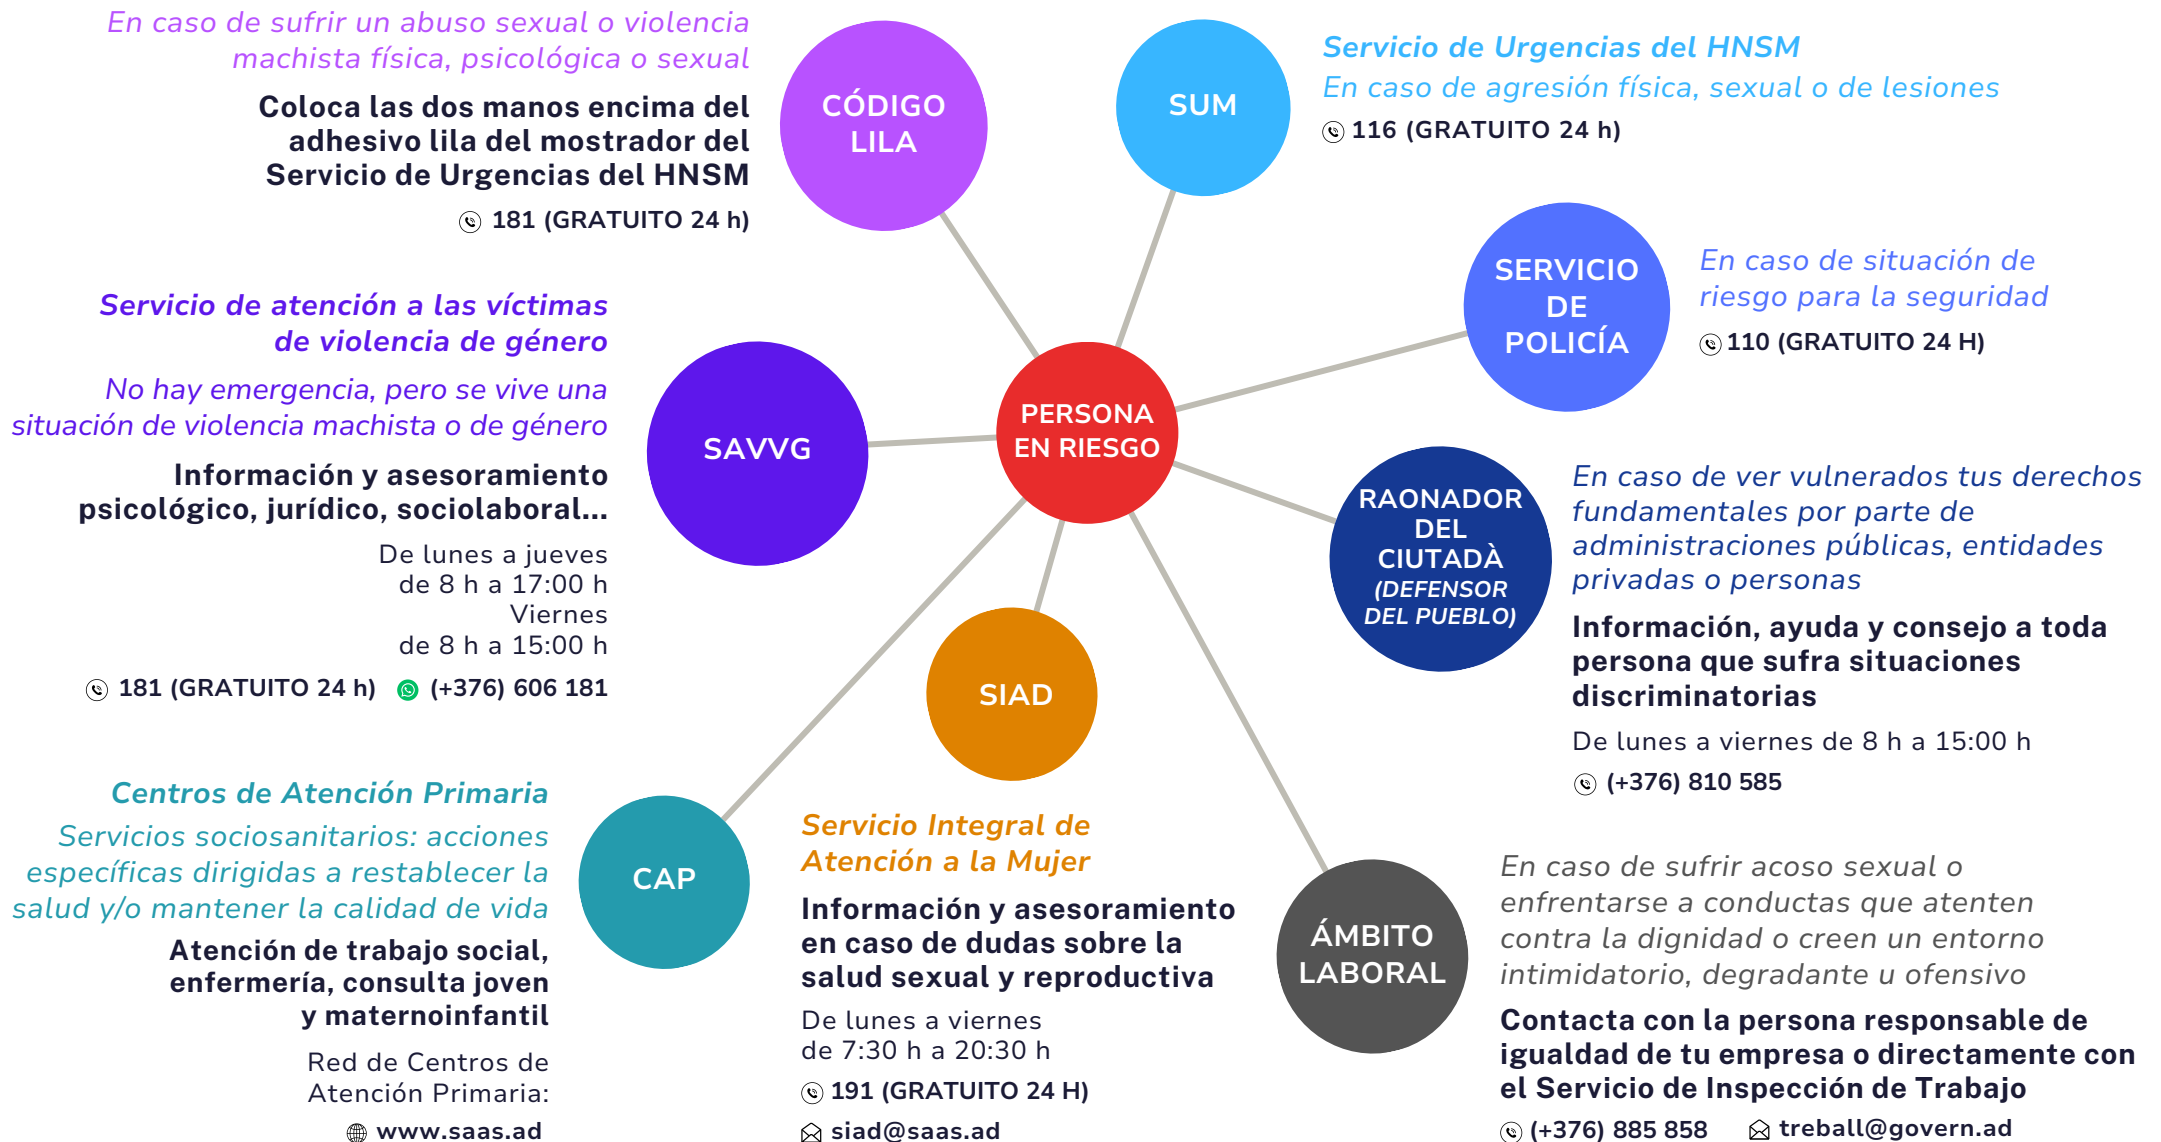 En caso de sufrir un abuso sexual o violencia
machista física, psicológica o sexual
Coloca las dos manos encima del
adhesivo lila del mostrador del
Servicio de Urgencias del HNSM
181 (GRATUITO 24 h)
CÓDIGO
LILA
SUM
Servicio de Urgencias del HNSM
En caso de agresión física, sexual o de lesiones
116 (GRATUITO 24 h)
SERVICIO
DE
POLICÍA
En caso de situación de
riesgo para la seguridad
110 (GRATUITO 24 H)
Servicio de atención a las víctimas
de violencia de género
No hay emergencia, pero se vive una
situación de violencia machista o de género
Información y asesoramiento
psicológico, jurídico, sociolaboral...
De lunes a jueves
de 8 h a 17:00 h
Viernes
de 8 h a 15:00 h
181 (GRATUITO 24 h) (+376) 606 181
SAVVG
PERSONA
EN RIESGO
RAONADOR
DEL
CIUTADÀ
(DEFENSOR
DEL PUEBLO)
En caso de ver vulnerados tus derechos
fundamentales por parte de
administraciones públicas, entidades
privadas o personas
Información, ayuda y consejo a toda
persona que sufra situaciones
discriminatorias
De lunes a viernes de 8 h a 15:00 h
(+376) 810 585
Centros de Atención Primaria
Servicios sociosanitarios: acciones
específicas dirigidas a restablecer la
salud y/o mantener la calidad de vida
Atención de trabajo social,
enfermería, consulta joven
y maternoinfantil
Red de Centros de
Atención Primaria:
www.saas.ad
CAP
SIAD
Servicio Integral de
Atención a la Mujer
Información y asesoramiento
en caso de dudas sobre la
salud sexual y reproductiva
De lunes a viernes
de 7:30 h a 20:30 h
191 (GRATUITO 24 H)
siad@saas.ad
ÁMBITO
LABORAL
En caso de sufrir acoso sexual o
enfrentarse a conductas que atenten
contra la dignidad o creen un entorno
intimidatorio, degradante u ofensivo
Contacta con la persona responsable de
igualdad de tu empresa o directamente con
el Servicio de Inspección de Trabajo
(+376) 885 858 treball@govern.ad